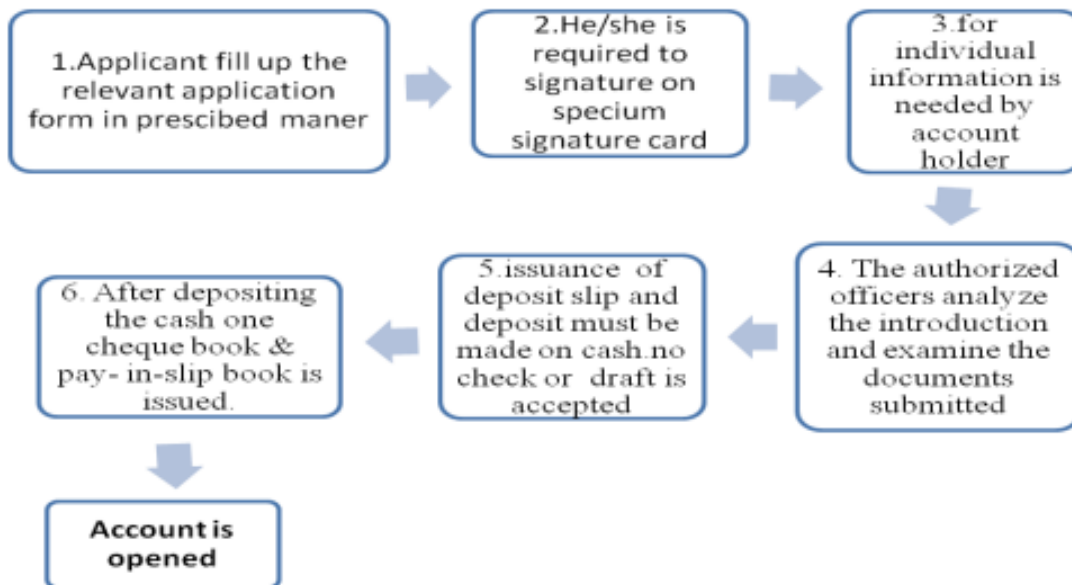 1.Applicant fill up the
relevant application
form in prescibed maner
2.He/she is
required to
signature on
specium
signature card
3.for
individual
information is
needed by
account
holder
4. The authorized
officers analyze
the introduction
and examine the
documents
submitted
5.issuance of
deposit slip and
deposit must be
made on cash.no
check or draft is
accepted
6. After depositing
the cash one
cheque book &
pay- in-slip book is
issued.
Account is
opened